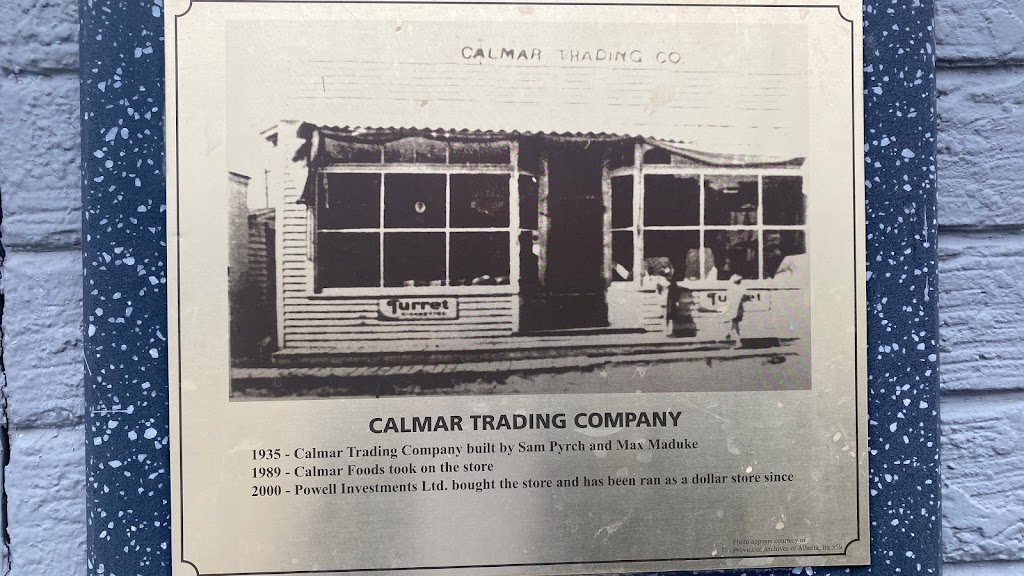 CALMAR TRADING CO.
Turret
CIGARETTES
Turret
CALMAR TRADING COMPANY
1935 - Calmar Trading Company built by Sam Pyrch and Max Maduke
1989 - Calmar Foods took on the store
2000 - Powell Investments Ltd. bought the store and has been ran as a dollar store since
Photo appears courtesy of
Provincial Archives of Alberta,